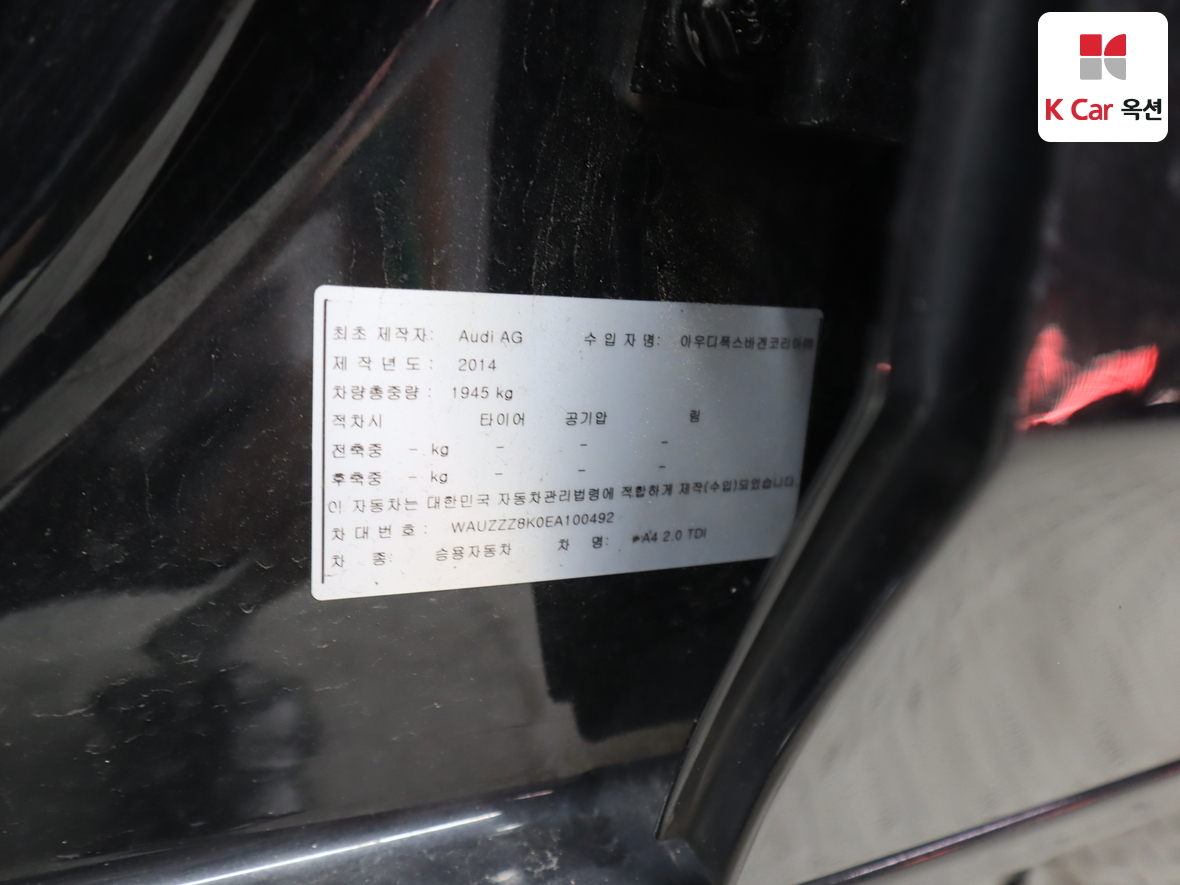 K Car 옥션
최초 제작자: Audi AG 수 입 자 명: 아우디폭스바겐코리아㈜
제 작 년 도 : 2014
차량총중량 : 1945 kg
적차시 타이어 공기압 림
전축중 - kg - - -
후축중 - kg - - -
이 자동차는 대한민국 자동차관리법령에 적합하게 제작(수입)되었습니다.
차 대 번 호 : WAUZZZ8K0EA100492
차 종: 승용자동차 차 명: A4 2.0 TDI